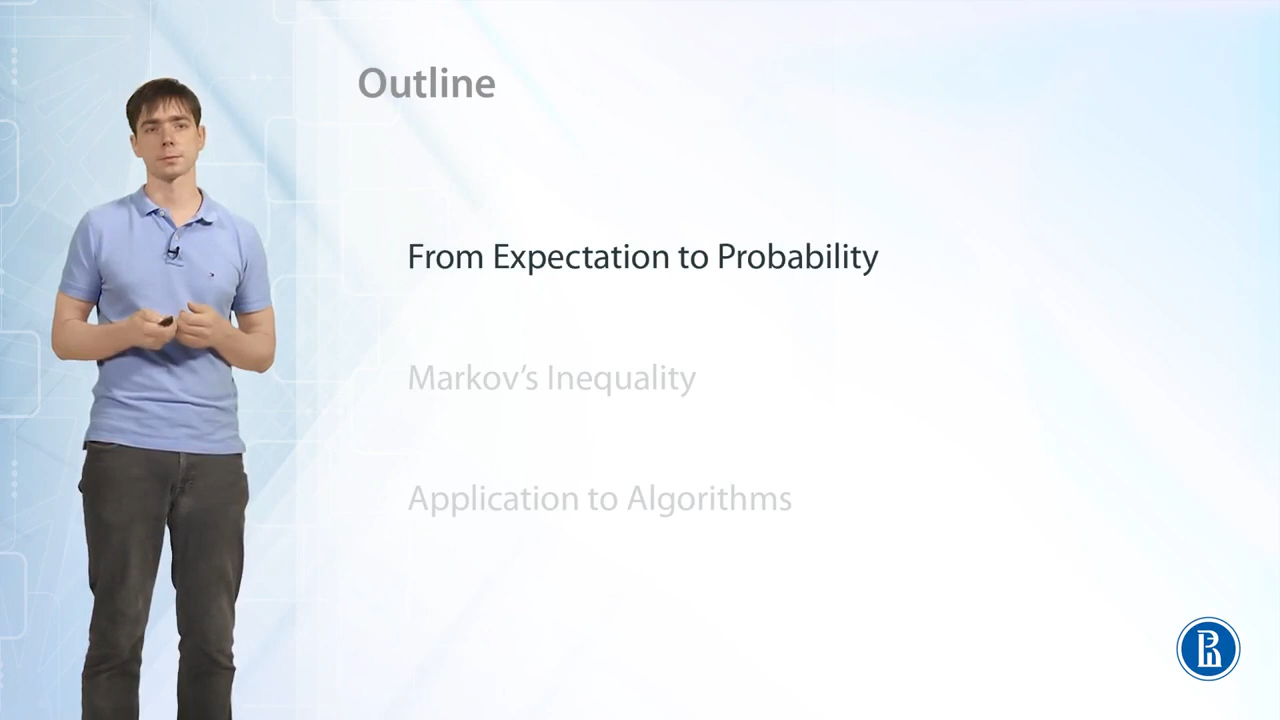 Outline
From Expectation to Probability
Markov's Inequality
Application to Algorithms